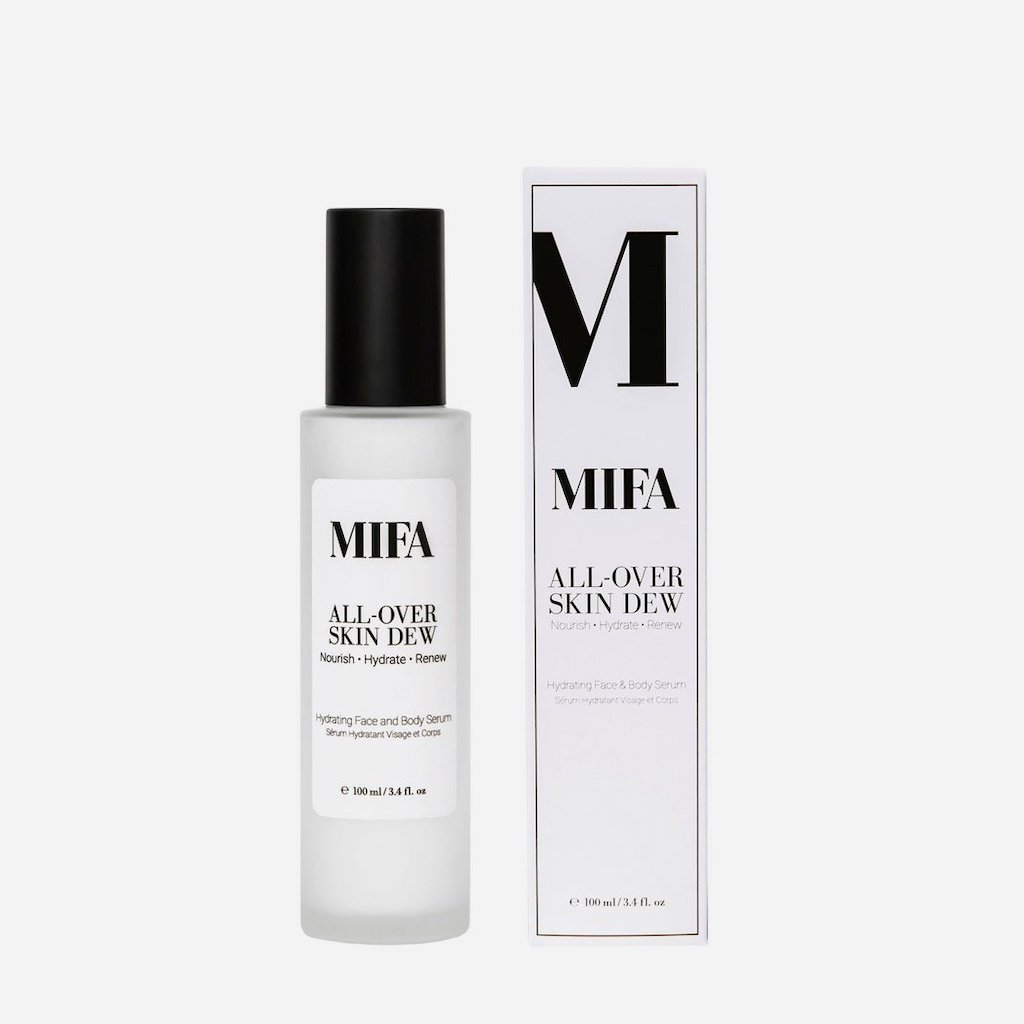 MIFA
ALL-OVER
SKIN DEW
Nourish • Hydrate • Renew
Hydrating Face and Body Serum
Sérum Hydratant Visage et Corps
℮ 100 ml / 3.4 fl. oz
M
MIFA
ALL-OVER
SKIN DEW
Nourish • Hydrate • Renew
Hydrating Face & Body Serum
Sérum Hydratant Visage et Corps
℮ 100 ml / 3.4 fl. oz